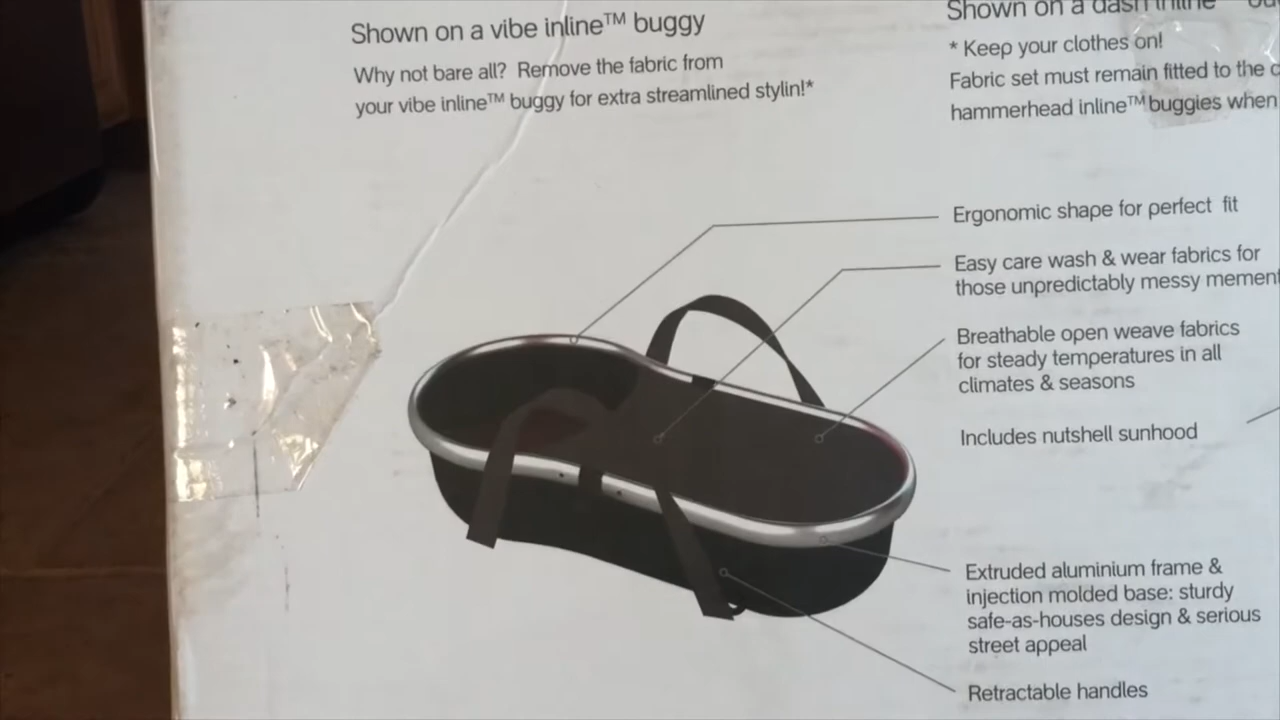 Shown on a vibe inline™ buggy
Why not bare all? Remove the fabric from
your vibe inline™ buggy for extra streamlined stylin!*
Shown on a dash inline
* Keep your clothes on!
Fabric set must remain fitted to the
hammerhead inline™ buggies when
Ergonomic shape for perfect fit
Easy care wash & wear fabrics for
those unpredictably messy mement
Breathable open weave fabrics
for steady temperatures in all
climates & seasons
Includes nutshell sunhood
Extruded aluminium frame &
injection molded base: sturdy
safe-as-houses design & serious
street appeal
Retractable handles